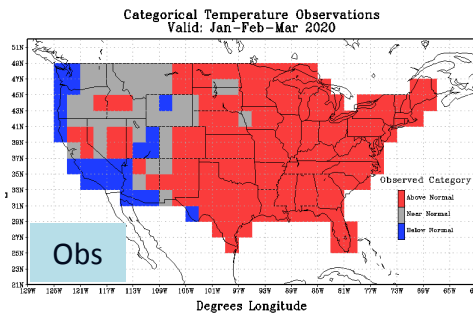 Categorical Temperature Observations
Valid: Jan-Feb-Mar 2020
51N
49N
47N
45N
43N
41N
39N
37N
35N
33N
31N
29N
27N
25N
23N
21N
Observed Category
Above Normal
Near Normal
Below Normal
Obs
129W 125W 121W 117W 113W 109W 105W 101W 97W 93W 89W 85W 81W 77W 73W 69W 65W
Degrees Longitude